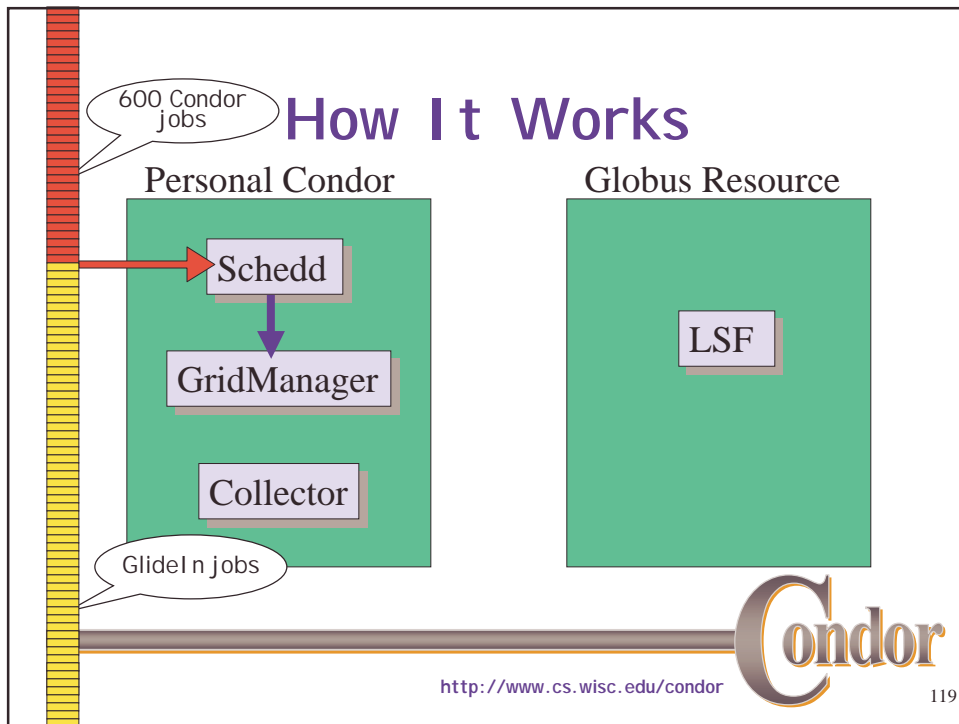 600 Condor
jobs
How It Works
Personal Condor
Globus Resource
Schedd
LSF
GridManager
Collector
GlideIn jobs
Condor
http://www.cs.wisc.edu/condor
119